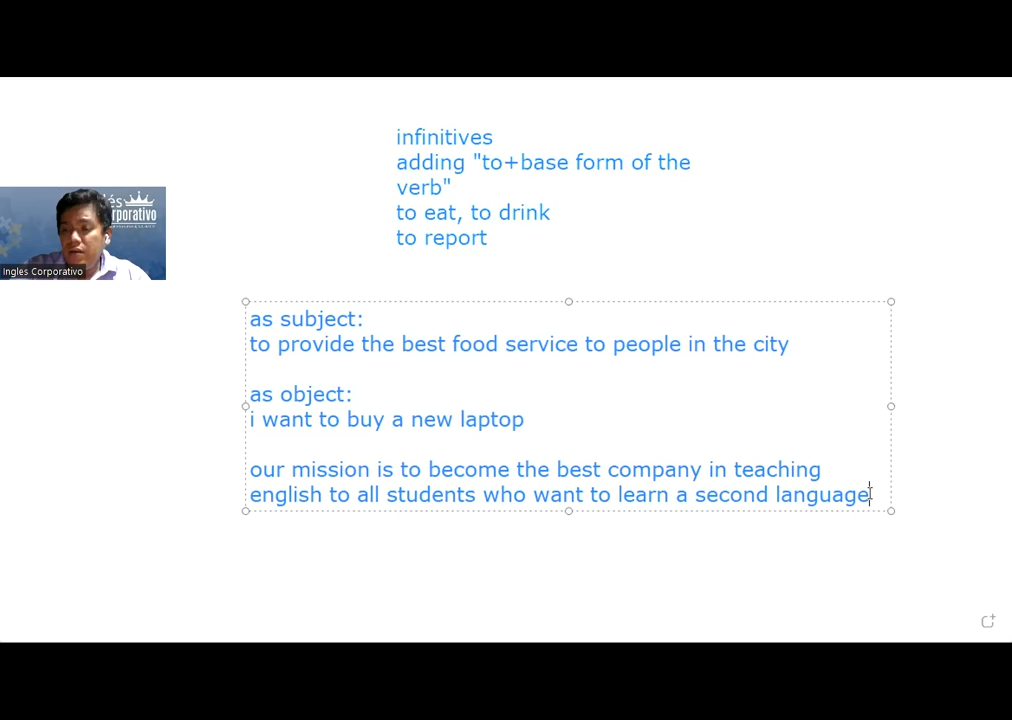 infinitives
adding "to+base form of the
verb"
to eat, to drink
to report
és
rporativo
Ingles Corporativo
as subject:
to provide the best food service to people in the city
as object:
i want to buy a new laptop
our mission is to become the best company in teaching
english to all students who want to learn a second language